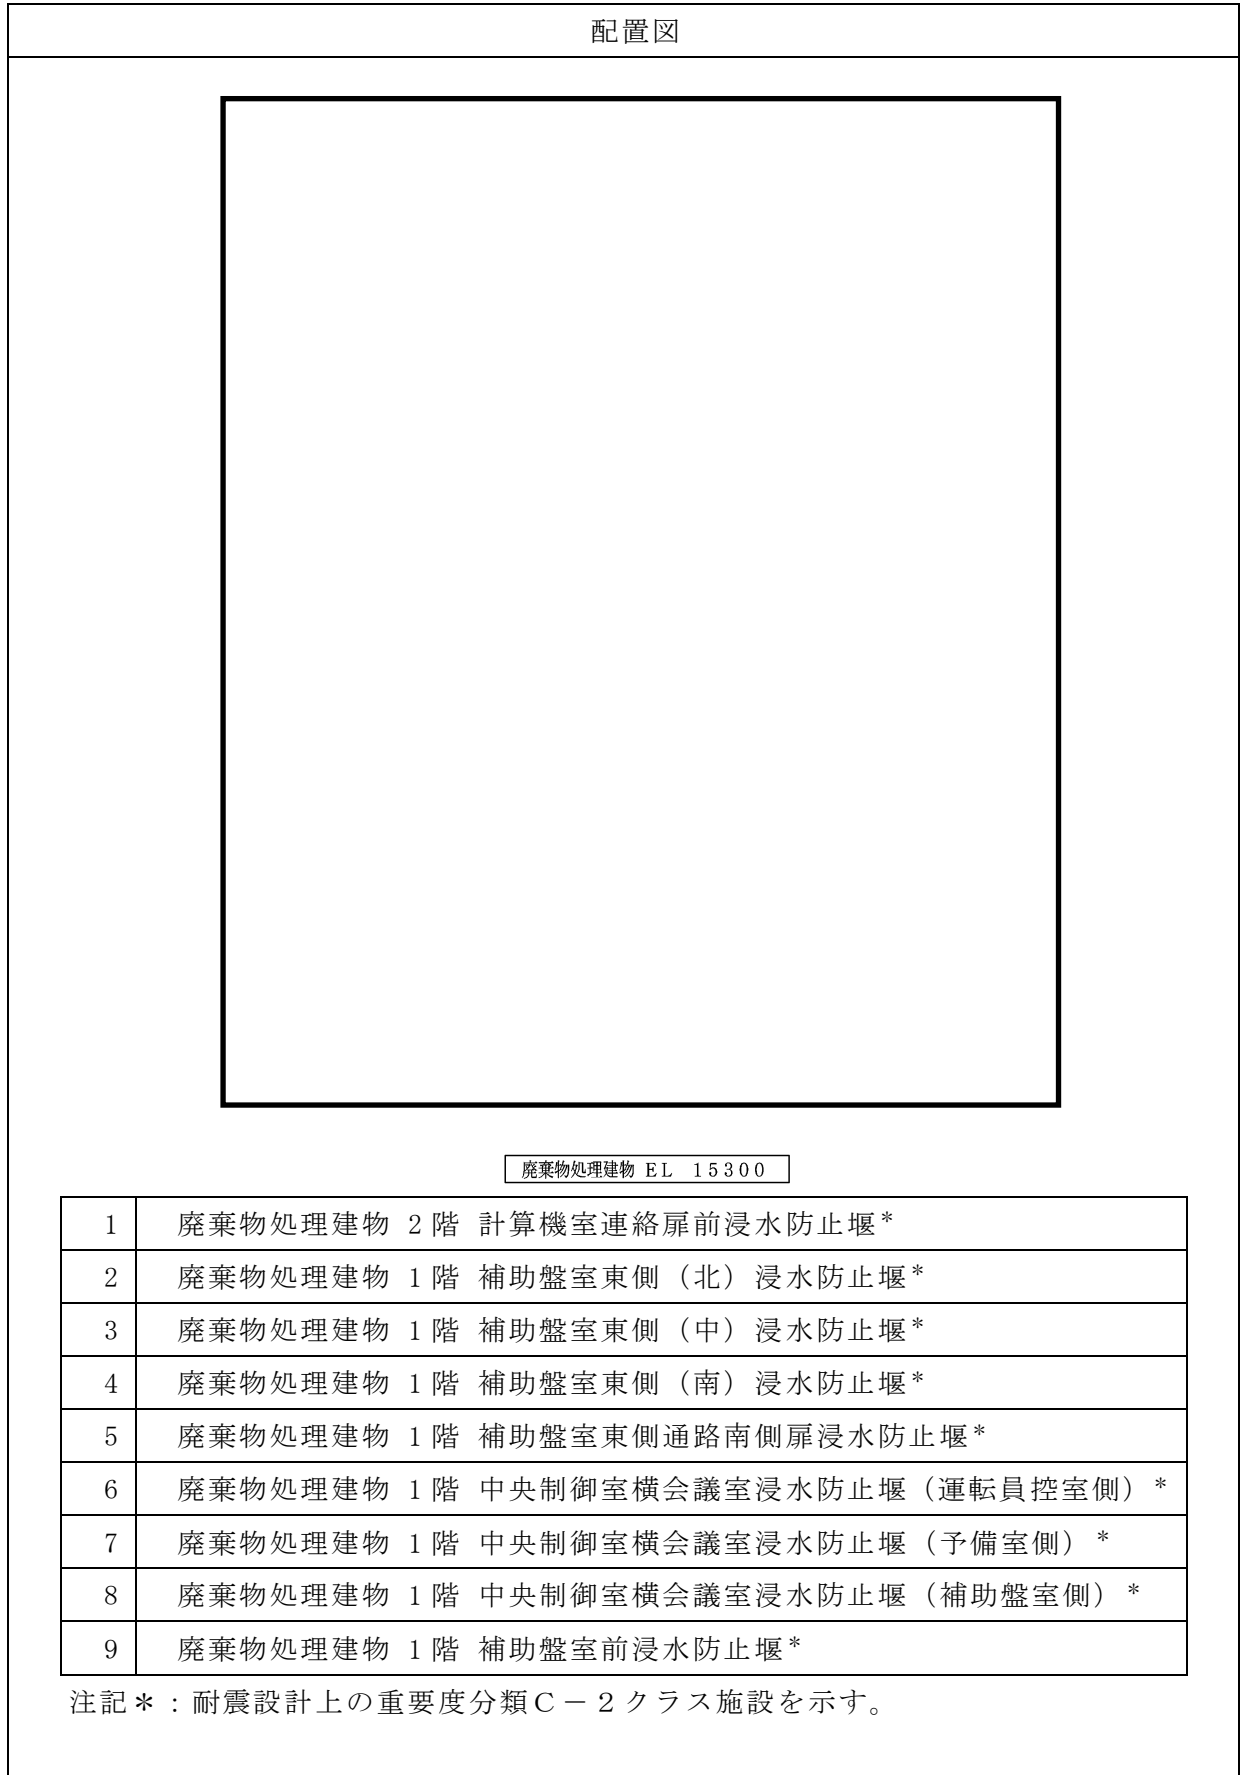 配置図
廃棄物処理建物 EL 15300
1 廃棄物処理建物 2階 計算機室連絡扉前浸水防止堰*
2 廃棄物処理建物 1階 補助盤室東側（北）浸水防止堰*
3 廃棄物処理建物 1階 補助盤室東側（中）浸水防止堰*
4 廃棄物処理建物 1階 補助盤室東側（南）浸水防止堰*
5 廃棄物処理建物 1階 補助盤室東側通路南側扉浸水防止堰*
6 廃棄物処理建物 1階 中央制御室横会議室浸水防止堰（運転員控室側）*
7 廃棄物処理建物 1階 中央制御室横会議室浸水防止堰（予備室側）*
8 廃棄物処理建物 1階 中央制御室横会議室浸水防止堰（補助盤室側）*
9 廃棄物処理建物 1階 補助盤室前浸水防止堰*
注記＊：耐震設計上の重要度分類Ｃ－２クラス施設を示す。